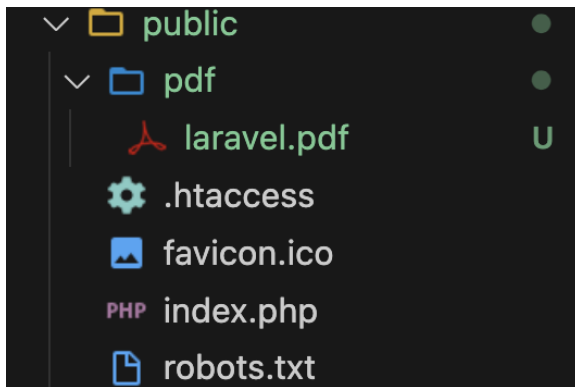 public
pdf
laravel.pdf U
.htaccess
favicon.ico
PHP index.php
robots.txt